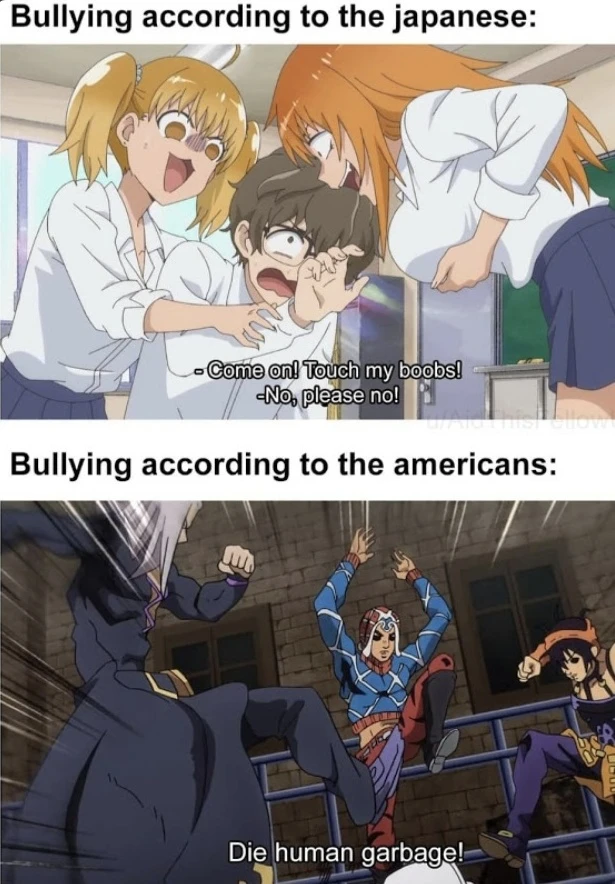 Bullying according to the japanese:
- Come on! Touch my boobs!
-No, please no!
Bullying according to the americans:
Die human garbage!